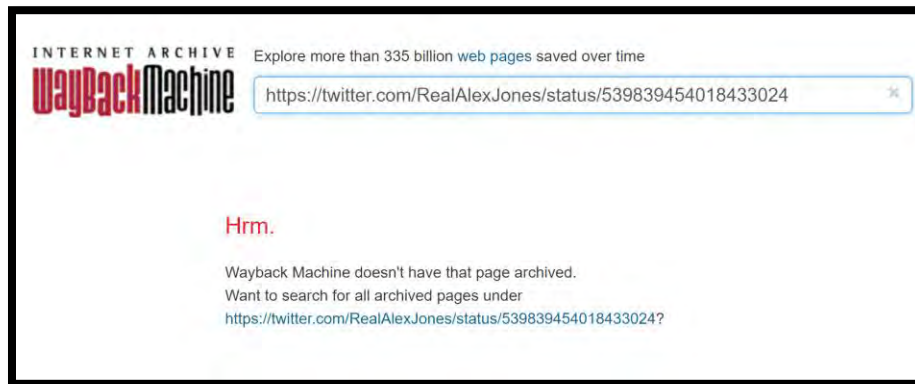 INTERNET ARCHIVE
WayBackMachine
Explore more than 335 billion web pages saved over time
https://twitter.com/RealAlexJones/status/539839454018433024
Hrm.
Wayback Machine doesn't have that page archived.
Want to search for all archived pages under
https://twitter.com/RealAlexJones/status/539839454018433024?